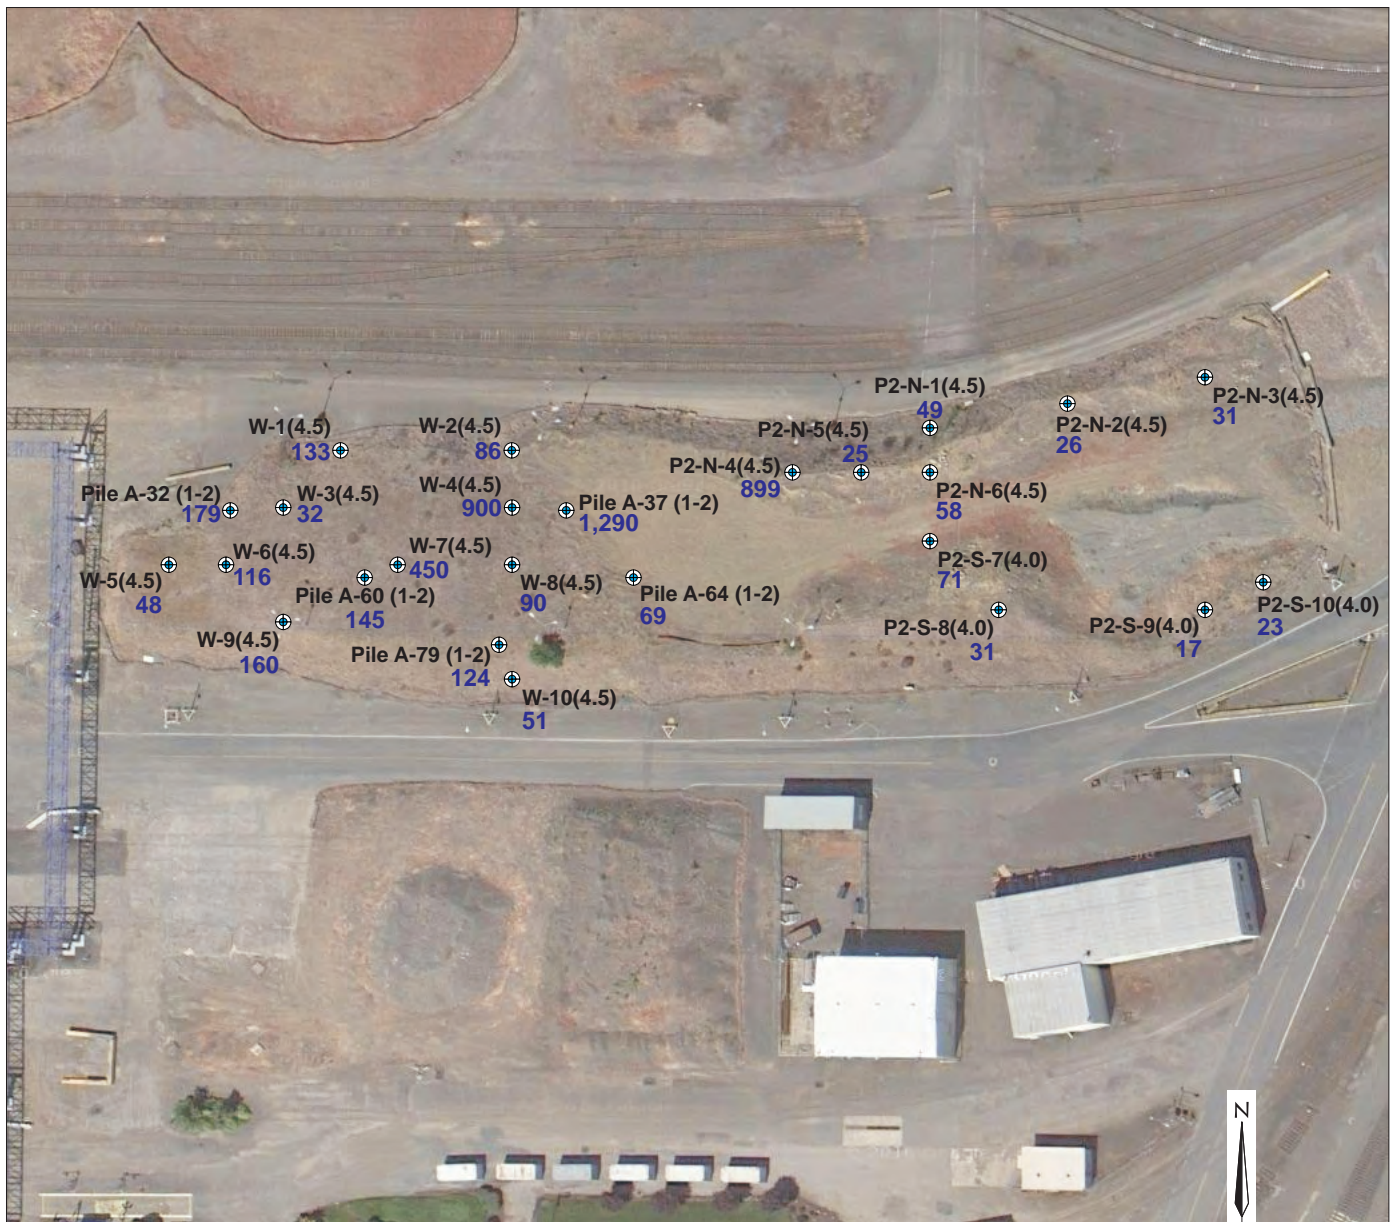 P2-N-1(4.5)
49
P2-N-3(4.5)
31
P2-N-2(4.5)
26
W-1(4.5)
133
W-2(4.5)
86
P2-N-5(4.5)
25
P2-N-4(4.5)
899
W-4(4.5)
900
P2-N-6(4.5)
58
Pile A-32 (1-2)
179
W-3(4.5)
32
Pile A-37 (1-2)
1,290
W-6(4.5)
116
W-7(4.5)
450
P2-S-7(4.0)
71
W-5(4.5)
48
Pile A-60 (1-2)
145
W-8(4.5)
90
Pile A-64 (1-2)
69
P2-S-10(4.0)
23
W-9(4.5)
160
P2-S-8(4.0)
31
P2-S-9(4.0)
17
Pile A-79 (1-2)
124
W-10(4.5)
51
N